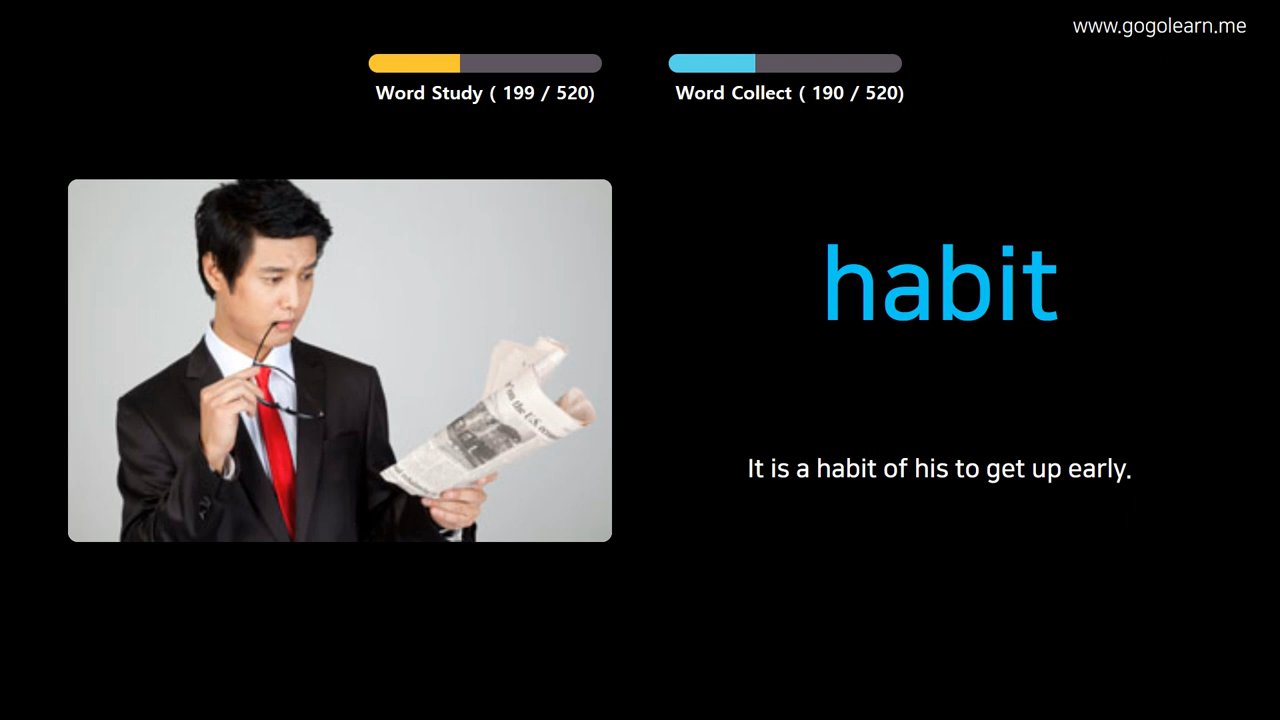 www.gogolearn.me
Word Study ( 199 / 520)
Word Collect ( 190 / 520)
habit
It is a habit of his to get up early.